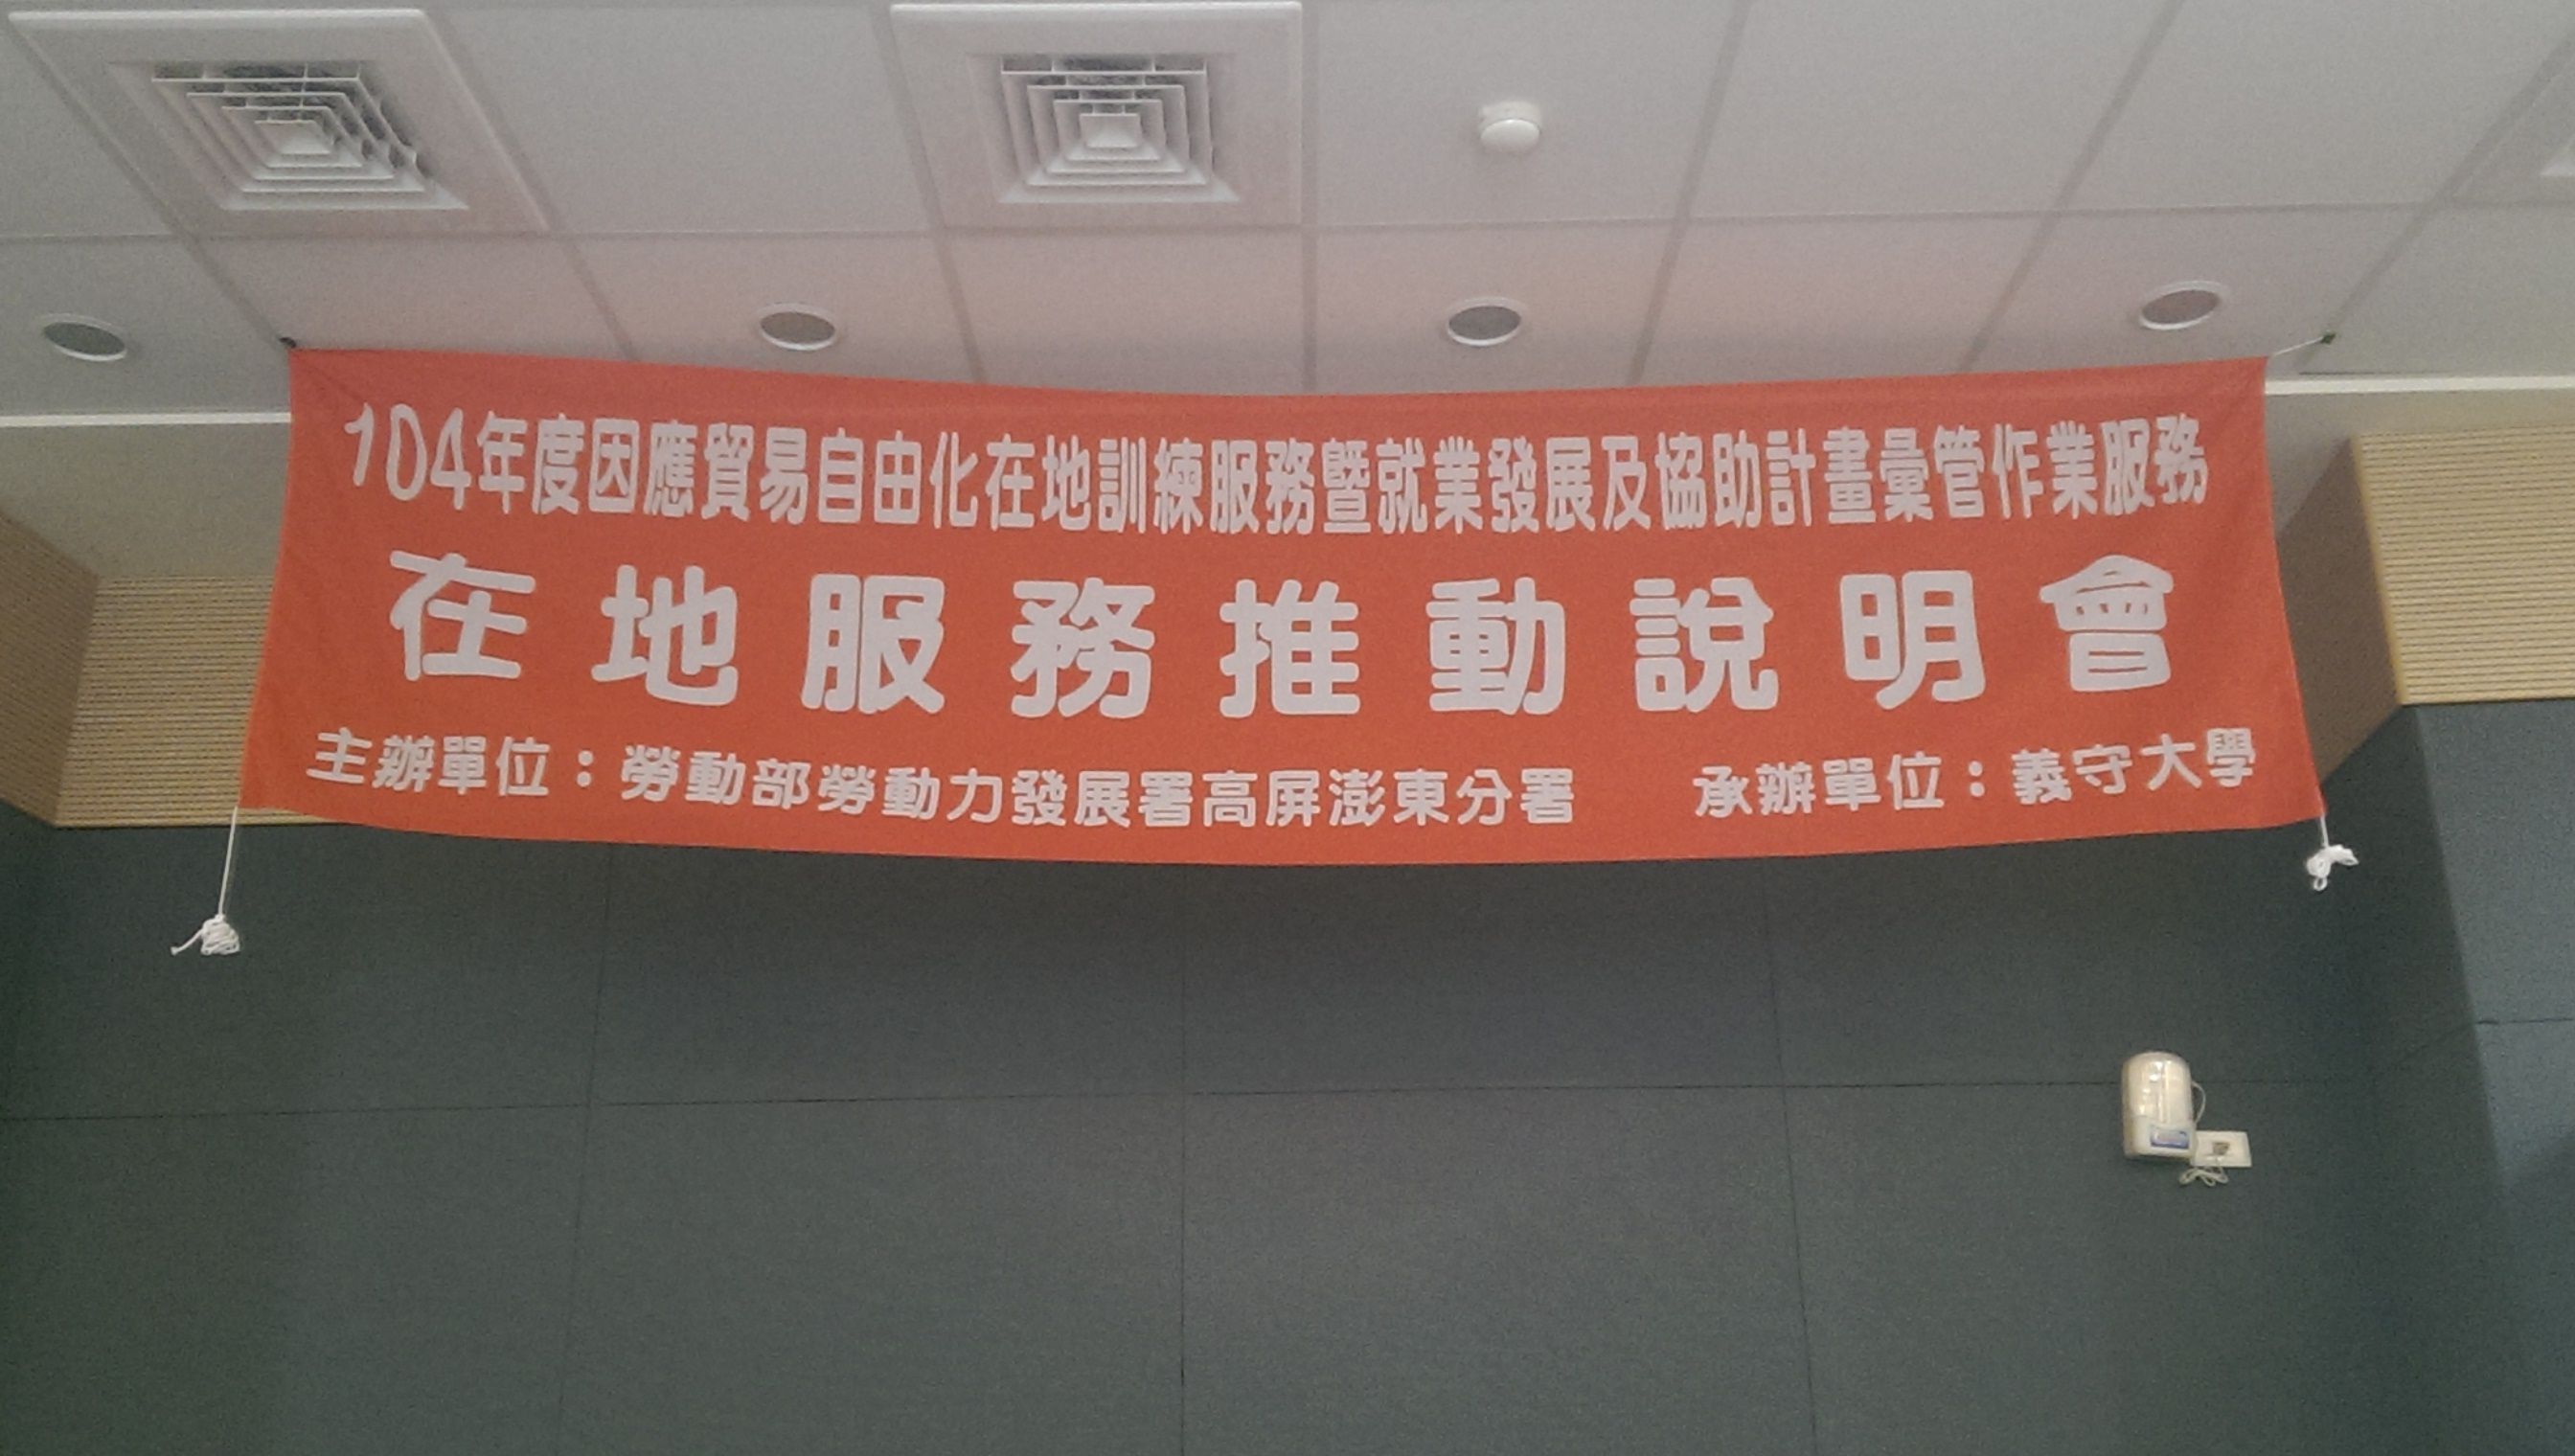 104年度因應貿易自由化在地訓練服務暨就業發展及協助計畫彙管作業服務
在地服務推動說明會
主辦單位：勞動部勞動力發展署高屏澎東分署　承辦單位：義守大學